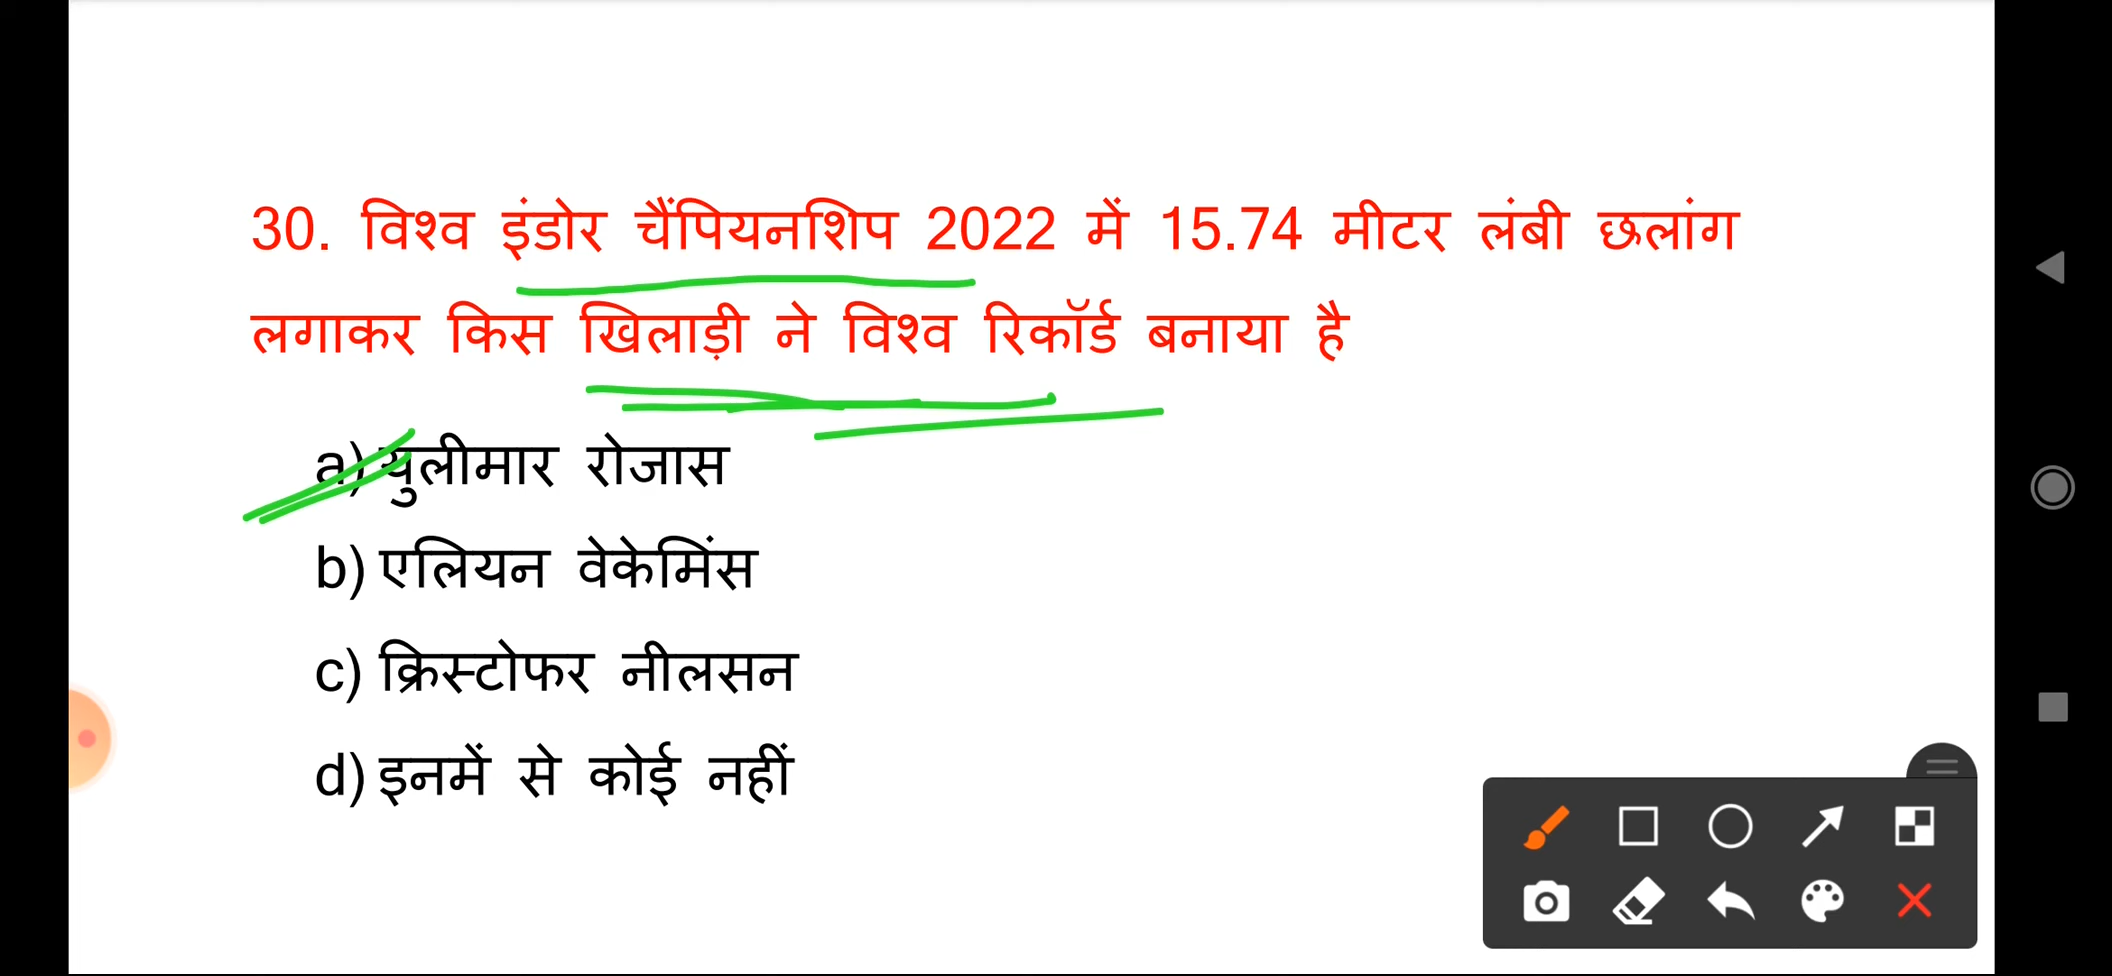 30. विश्व इंडोर चैंपियनशिप 2022 में 15.74 मीटर लंबी छलांग
लगाकर किस खिलाड़ी ने विश्व रिकॉर्ड बनाया है
a) युलीमार रोजास
b) एलियन वेकेमिंस
c) क्रिस्टोफर नीलसन
d) इनमें से कोई नहीं